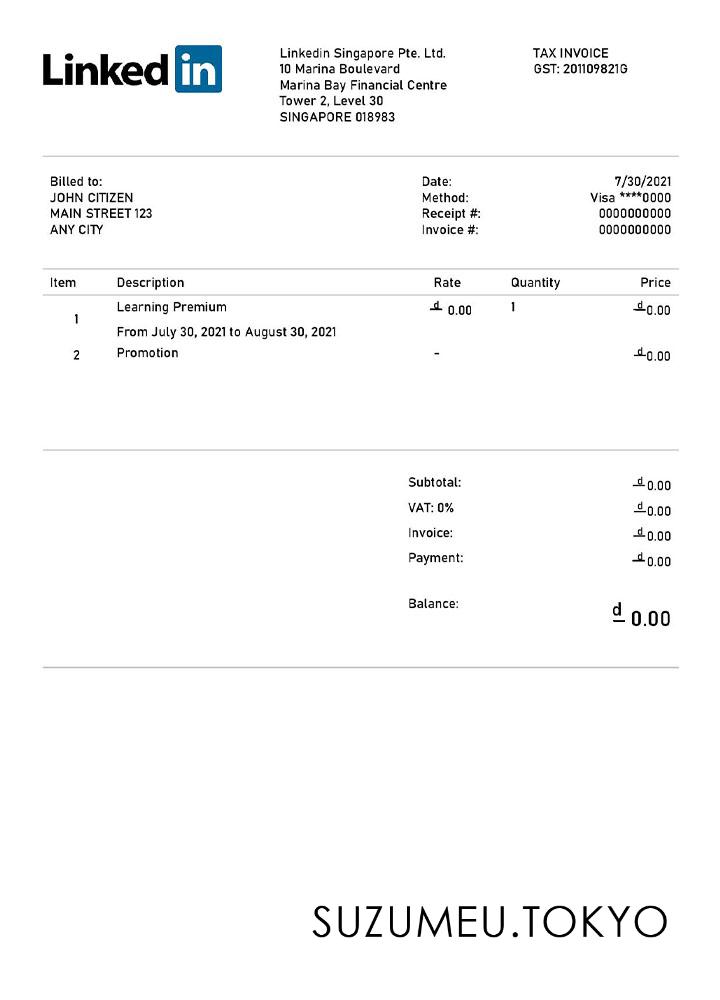 Linked in
Linkedin Singapore Pte. Ltd.
10 Marina Boulevard
Marina Bay Financial Centre
Tower 2, Level 30
SINGAPORE 018983
TAX INVOICE
GST: 201109821G
Billed to:
JOHN CITIZEN
MAIN STREET 123
ANY CITY
Date: 7/30/2021
Method: Visa ****0000
Receipt #: 0000000000
Invoice #: 0000000000
Item Description Rate Quantity Price
1 Learning Premium ₫ 0.00 1 ₫0.00
From July 30, 2021 to August 30, 2021
2 Promotion - ₫0.00
Subtotal: ₫0.00
VAT: 0% ₫0.00
Invoice: ₫0.00
Payment: ₫0.00
Balance: ₫ 0.00
SUZUMEU.TOKYO